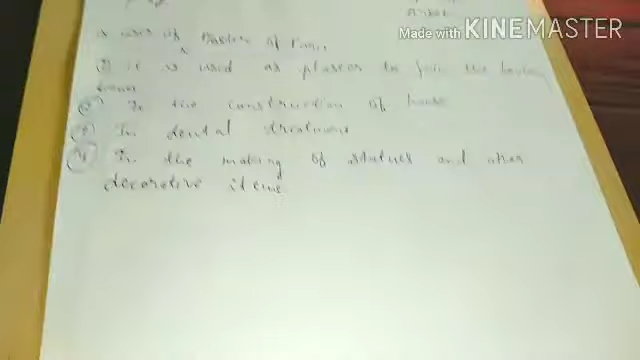 Made with KINEMASTER
uses of Plaster of Paris
it is used as plaster to join the broken
bones
In the construction of house
In dental treatment
In the making of statues and other
decorative items